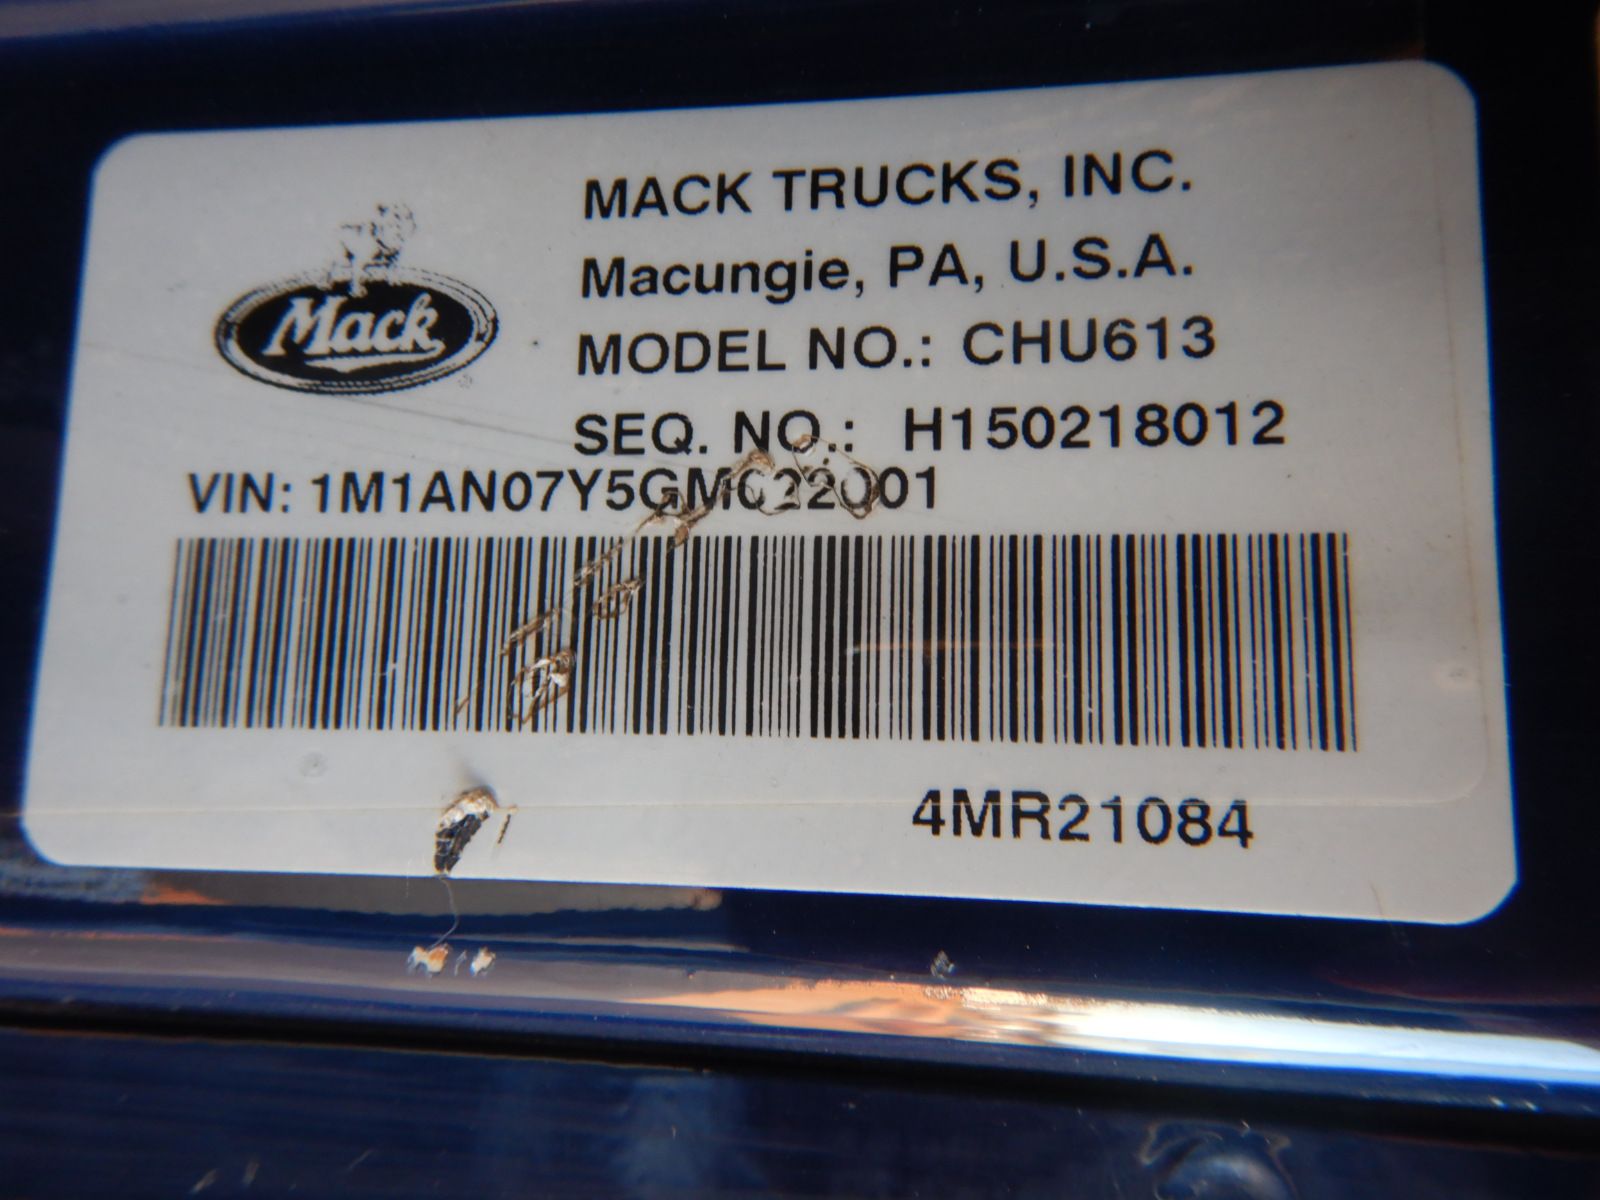 Mack
MACK TRUCKS, INC.
Macungie, PA, U.S.A.
MODEL NO.: CHU613
SEQ. NO.: H150218012
VIN: 1M1AN07Y5GM022001
4MR21084